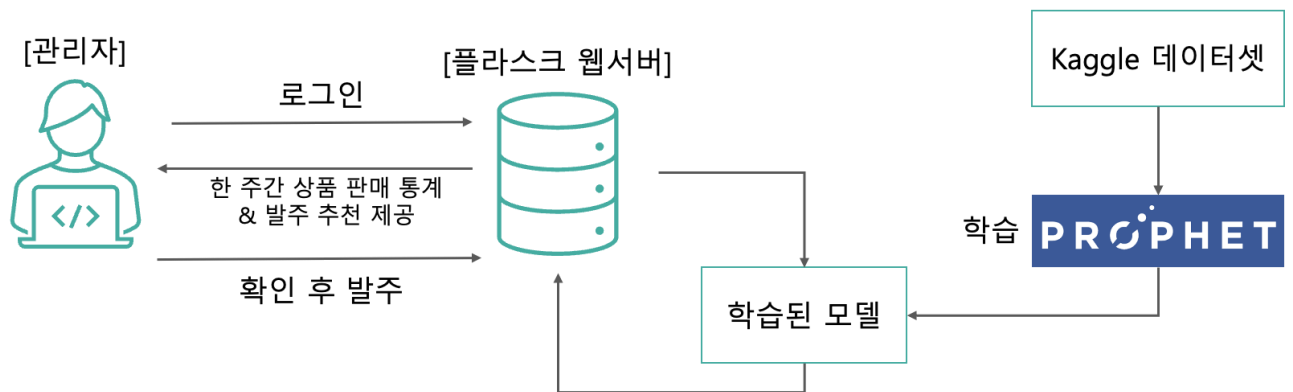 [관리자]
로그인
한 주간 상품 판매 통계
& 발주 추천 제공
확인 후 발주
</>
[플라스크 웹서버]
Kaggle 데이터셋
학습
PROPHET
학습된 모델